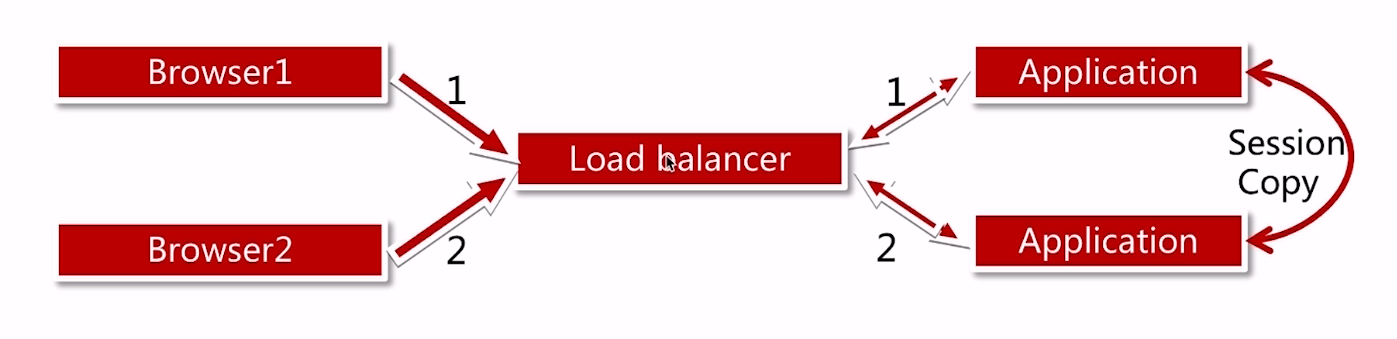 Browser1
1
1
Application
Load balancer
Session
Copy
Browser2
2
2
Application